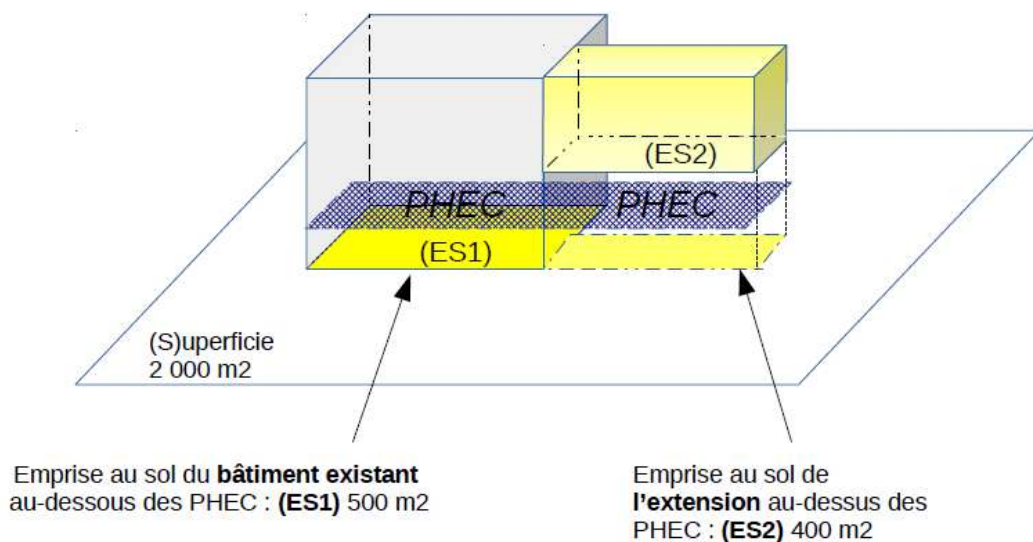 (ES2)
PHEC PHEC
(ES1)
(S)uperficie
2 000 m2
Emprise au sol du bâtiment existant
au-dessous des PHEC : (ES1) 500 m2
Emprise au sol de
l’extension au-dessus des
PHEC : (ES2) 400 m2